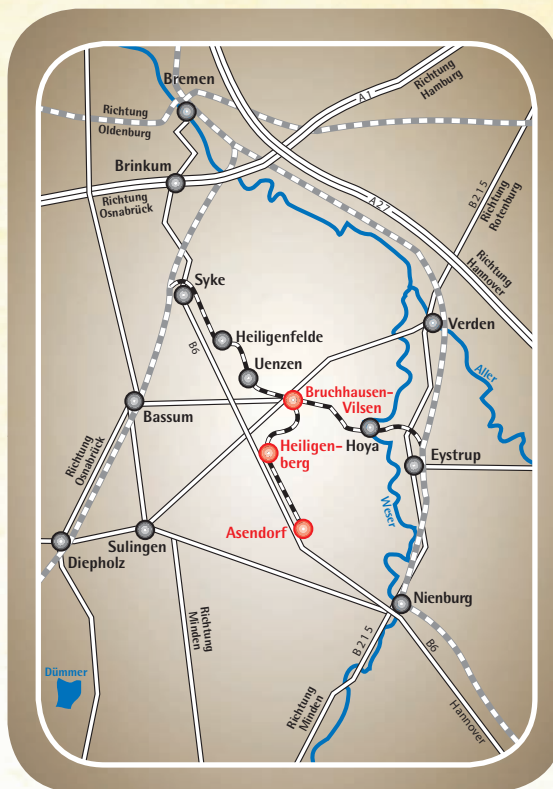 Bremen
Richtung
Oldenburg
A1
Richtung
Hamburg
Brinkum
Richtung
Osnabrück
A27
B215
Richtung
Rotenburg
Richtung
Hannover
Syke
B6
Heiligenfelde
Uenzen
Verden
Aller
Bassum
Bruchhausen-
Vilsen
Hoya
Heiligen-
berg
Eystrup
Richtung
Osnabrück
Weser
Asendorf
Sulingen
Diepholz
Nienburg
Richtung
Minden
B215
B6
Dümmer
Richtung
Minden
Hannover